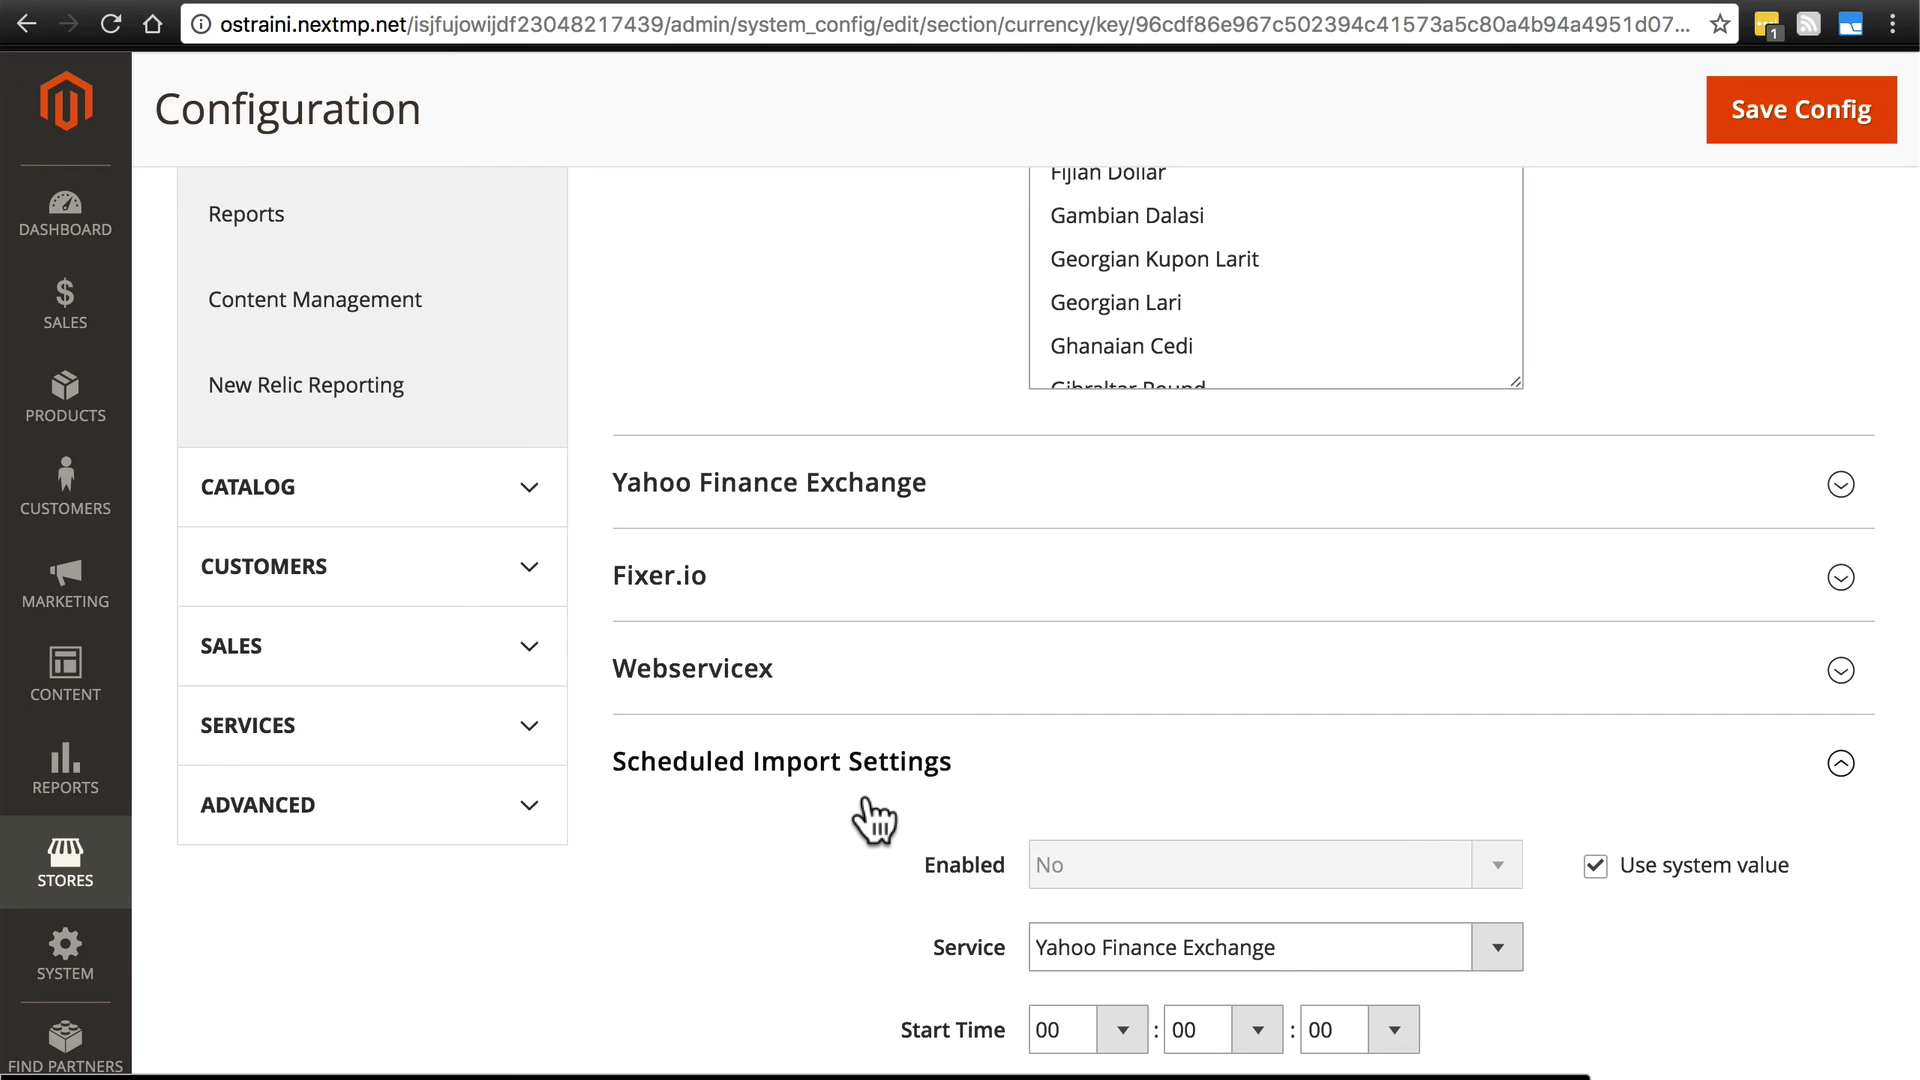 ostraini.nextmp.net/isjfujowijdf23048217439/admin/system_config/edit/section/currency/key/96cdf86e967c502394c41573a5c80a4b94a4951d07...
1
Configuration
Save Config
DASHBOARD
SALES
PRODUCTS
CUSTOMERS
MARKETING
CONTENT
REPORTS
STORES
SYSTEM
FIND PARTNERS
Reports
Content Management
New Relic Reporting
CATALOG
CUSTOMERS
SALES
SERVICES
ADVANCED
Fijian Dollar
Gambian Dalasi
Georgian Kupon Larit
Georgian Lari
Ghanaian Cedi
Gibraltar Pound
Yahoo Finance Exchange
Fixer.io
Webservicex
Scheduled Import Settings
Enabled No Use system value
Service Yahoo Finance Exchange
Start Time 00 : 00 : 00